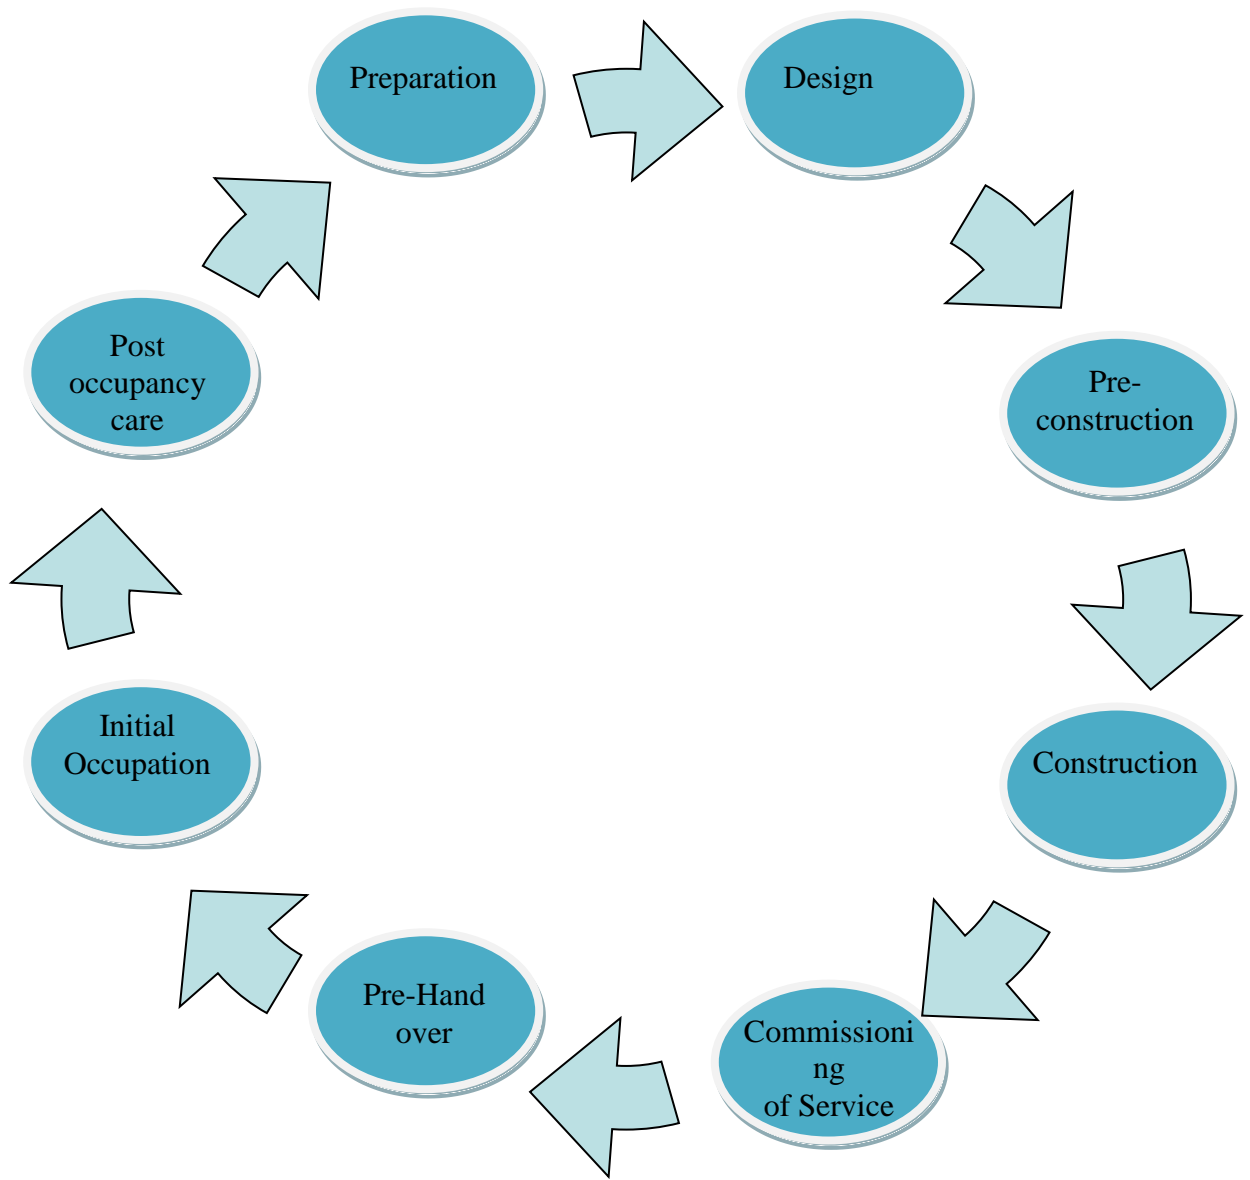 Preparation
Design
Pre-
construction
Construction
Commissioni
ng
of Service
Pre-Hand
over
Initial
Occupation
Post
occupancy
care